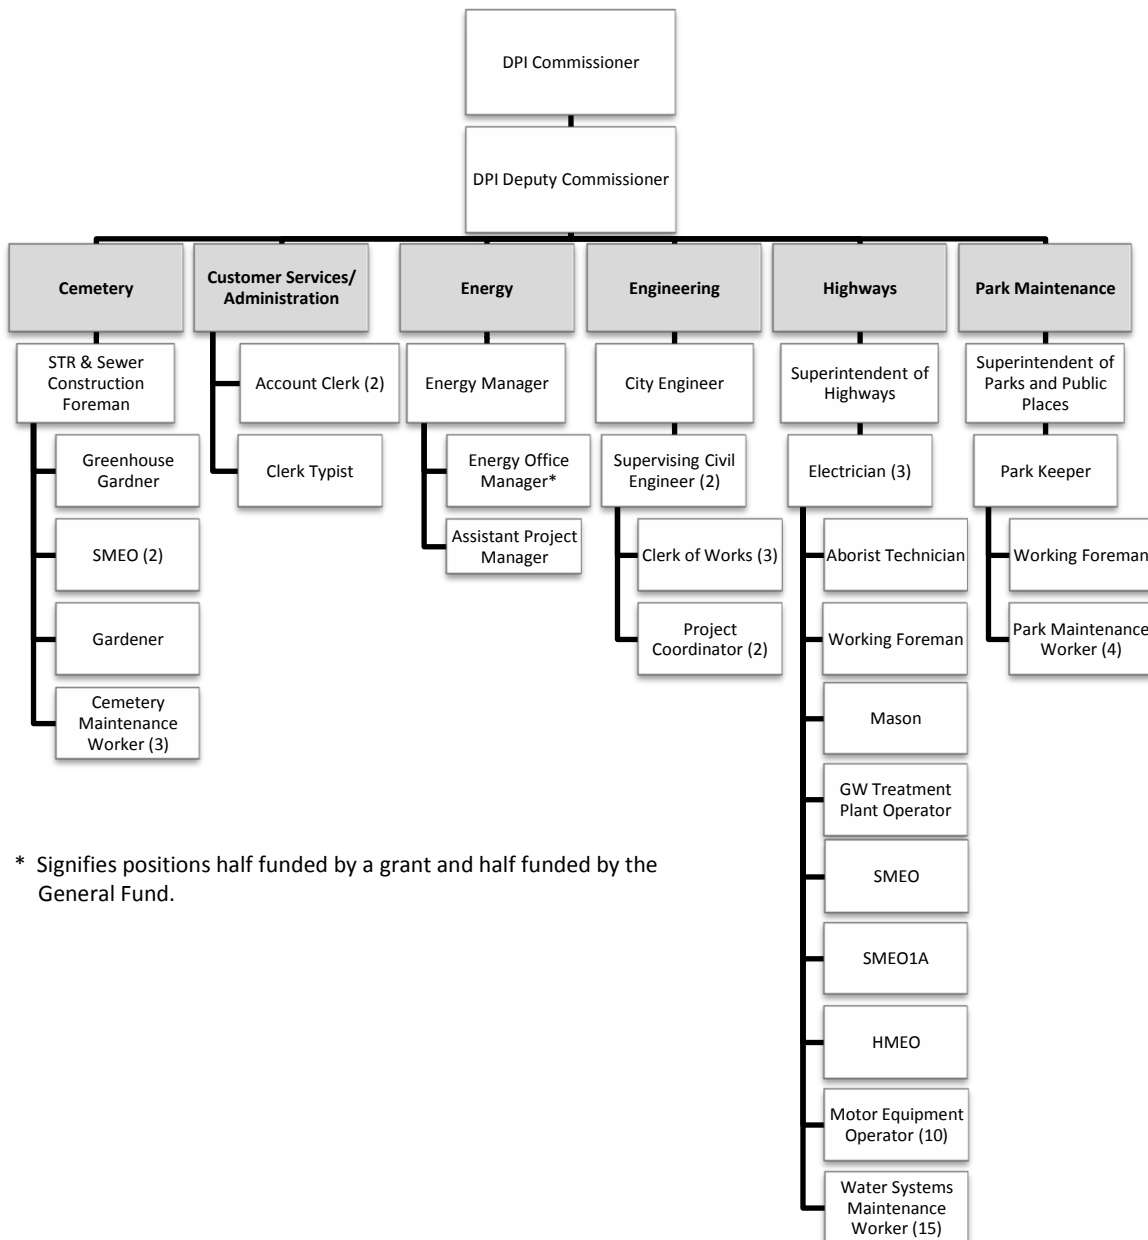 DPI Commissioner
DPI Deputy Commissioner
Cemetery
Customer Services/
Administration
Energy
Engineering
Highways
Park Maintenance
STR & Sewer
Construction
Foreman
Greenhouse
Gardner
SMEO (2)
Gardener
Cemetery
Maintenance
Worker (3)
Account Clerk (2)
Clerk Typist
Energy Manager
Energy Office
Manager*
Assistant Project
Manager
City Engineer
Supervising Civil
Engineer (2)
Clerk of Works (3)
Project
Coordinator (2)
Superintendent of
Highways
Electrician (3)
Aborist Technician
Working Foreman
Mason
GW Treatment
Plant Operator
SMEO
SMEO1A
HMEO
Motor Equipment
Operator (10)
Water Systems
Maintenance
Worker (15)
Superintendent of
Parks and Public
Places
Park Keeper
Working Foreman
Park Maintenance
Worker (4)
* Signifies positions half funded by a grant and half funded by the
General Fund.